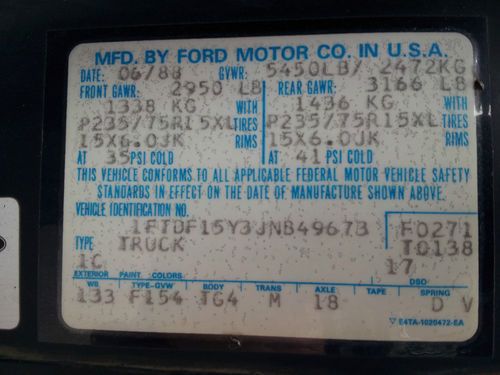 MFD. BY FORD MOTOR CO. IN U.S.A.
DATE: 06/88 GVWR: 5450LB/ 2472KG
FRONT GAWR: 2950 LB REAR GAWR: 3166 LB
1338 KG WITH 1436 KG WITH
P235/75R15XL TIRES P235/75R15XL TIRES
15X6.0JK RIMS 15X6.0JK RIMS
AT 35 PSI COLD AT 41 PSI COLD
THIS VEHICLE CONFORMS TO ALL APPLICABLE FEDERAL MOTOR VEHICLE SAFETY
STANDARDS IN EFFECT ON THE DATE OF MANUFACTURE SHOWN ABOVE.
VEHICLE IDENTIFICATION NO.
1FTDF15Y3JNB49673 F0271
TYPE TRUCK T0138
1C 17
EXTERIOR PAINT COLORS DSO
WB TYPE-GVW BODY TRANS AXLE TAPE SPRING
133 F154 TG4 M 18 D V
E4TA-1020472-EA